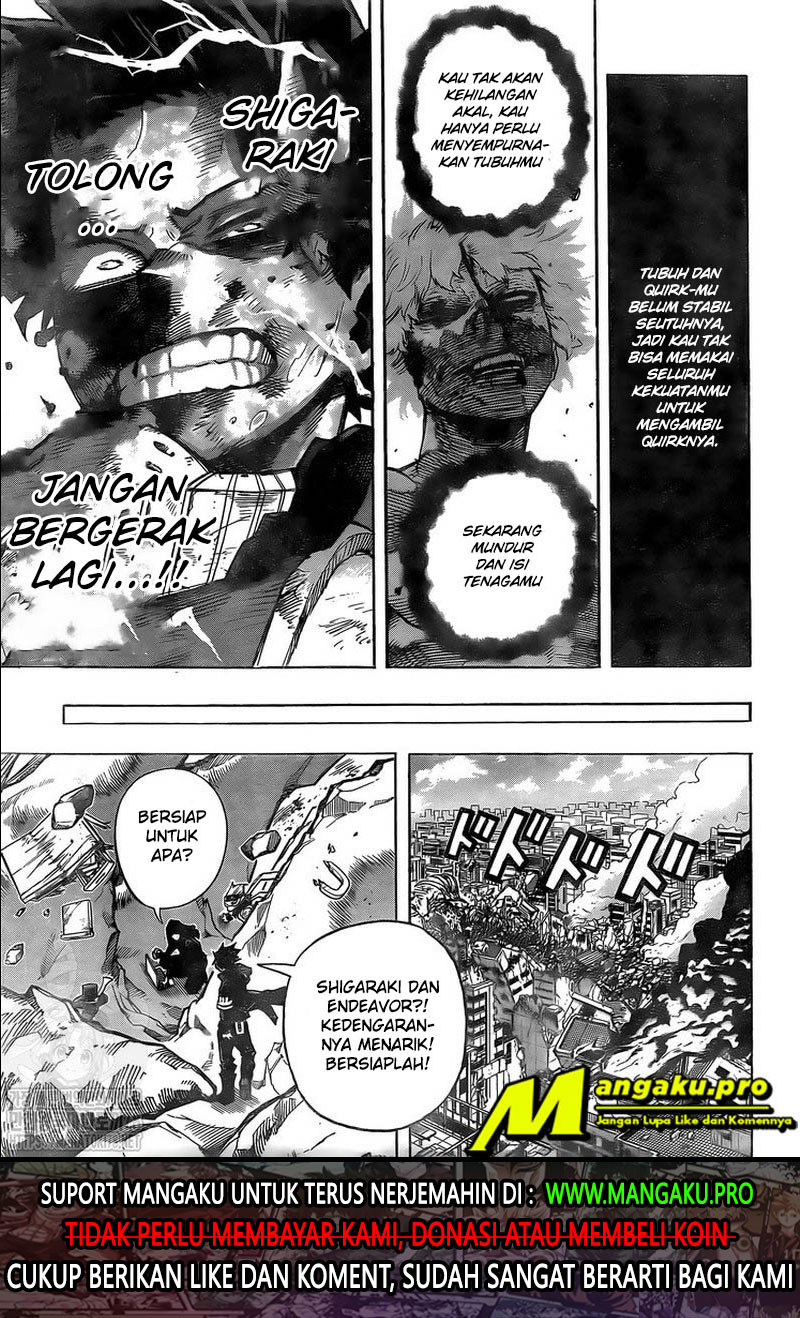 TUBUH DAN
QUIRK-MU
BELUM STABIL
SEUTUHNYA,
JADI KAU TAK
BISA MEMAKAI
SELURUH
KEKUATANMU
UNTUK
MENGAMBIL
QUIRKNYA.
KAU TAK AKAN
KEHILANGAN
AKAL, KAU
HANYA PERLU
MENYEMPURNA-
KAN TUBUHMU
SEKARANG
MUNDUR
DAN ISI
TENAGAMU
SHIGA-
RAKI
TOLONG
...
JANGAN
BERGERAK
LAGI...!!
ドドドド
SHIGARAKI DAN
ENDEAVOR?!
KEDENGARAN-
NYA MENARIK!
BERSIAPLAH!
BERSIAP
UNTUK
APA?
Mangaku.pro
Jangan Lupa Like dan Komennya
SUPORT MANGAKU UNTUK TERUS NERJEMAHIN DI : WWW.MANGAKU.PRO
TIDAK PERLU MEMBAYAR KAMI, DONASI ATAU MEMBELI KOIN
CUKUP BERIKAN LIKE DAN KOMENT, SUDAH SANGAT BERARTI BAGI KAMI